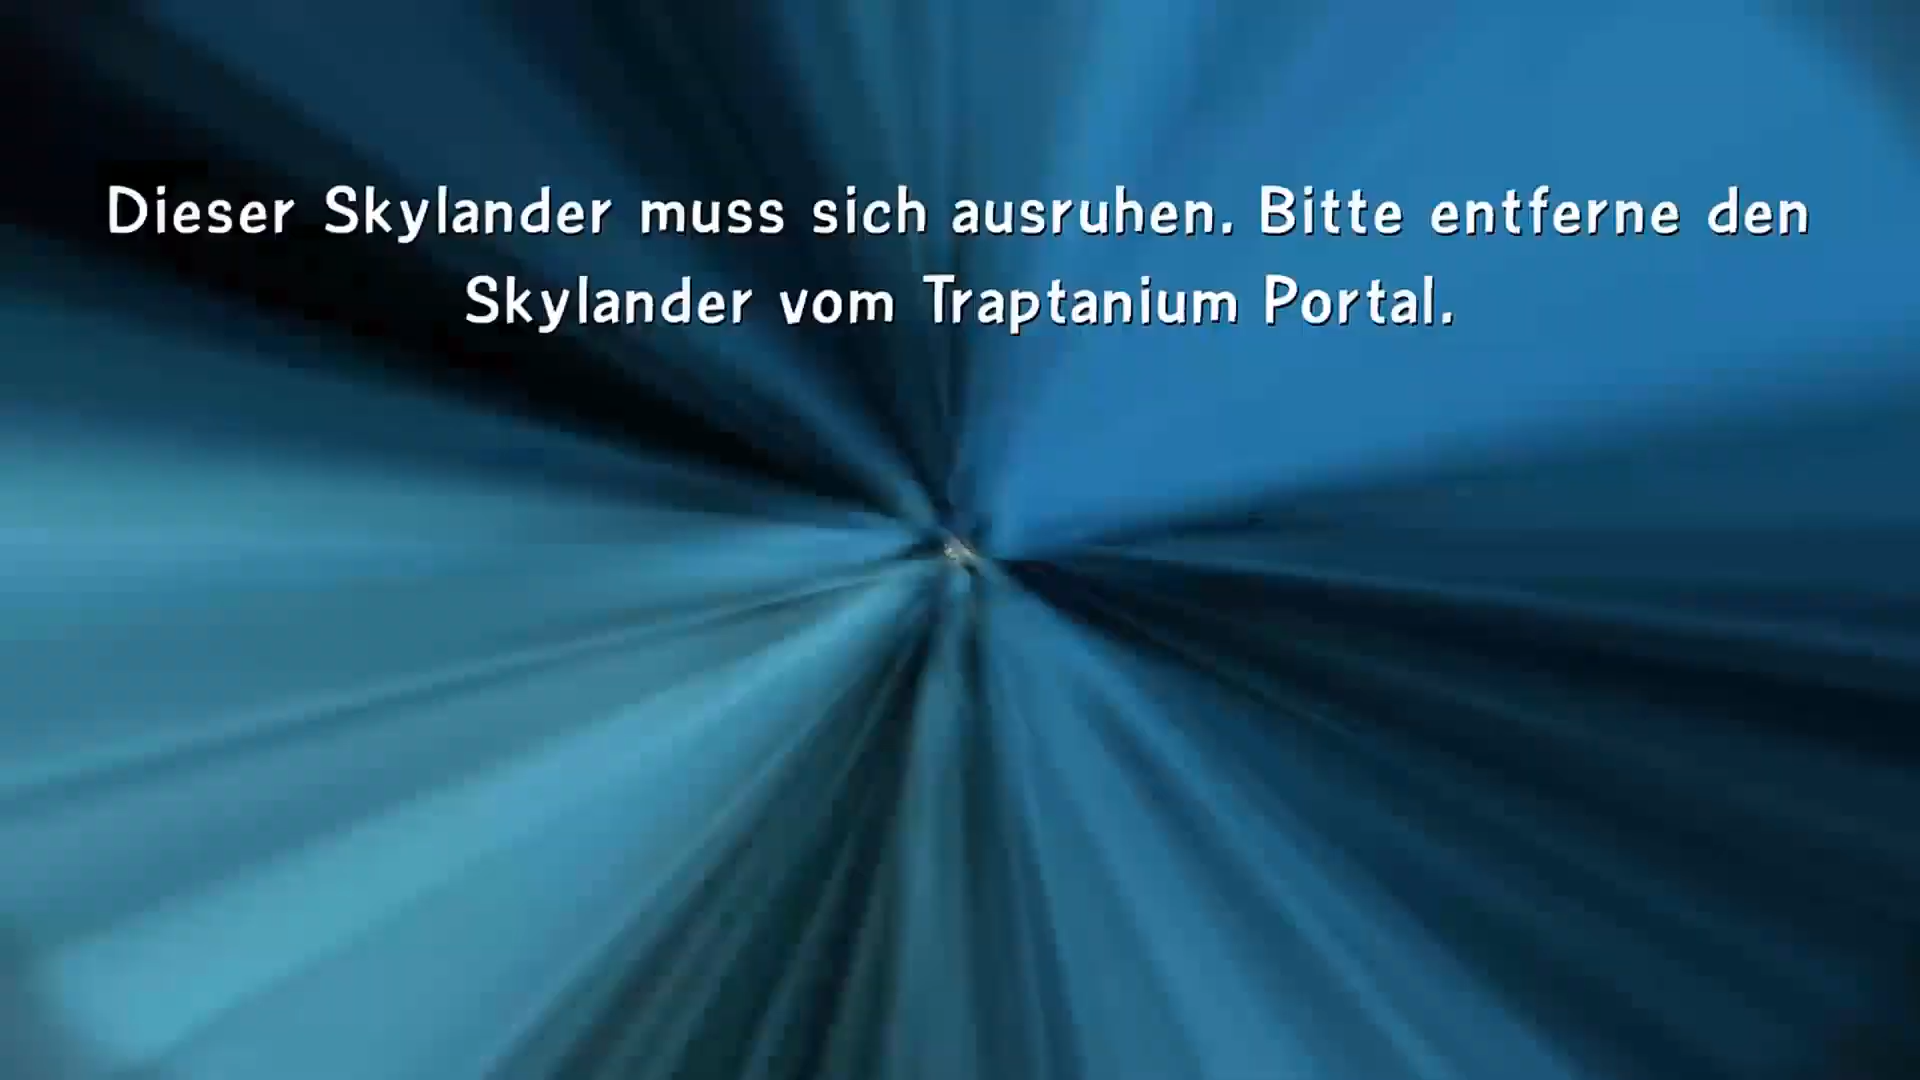 Dieser Skylander muss sich ausruhen. Bitte entferne den
Skylander vom Traptanium Portal.